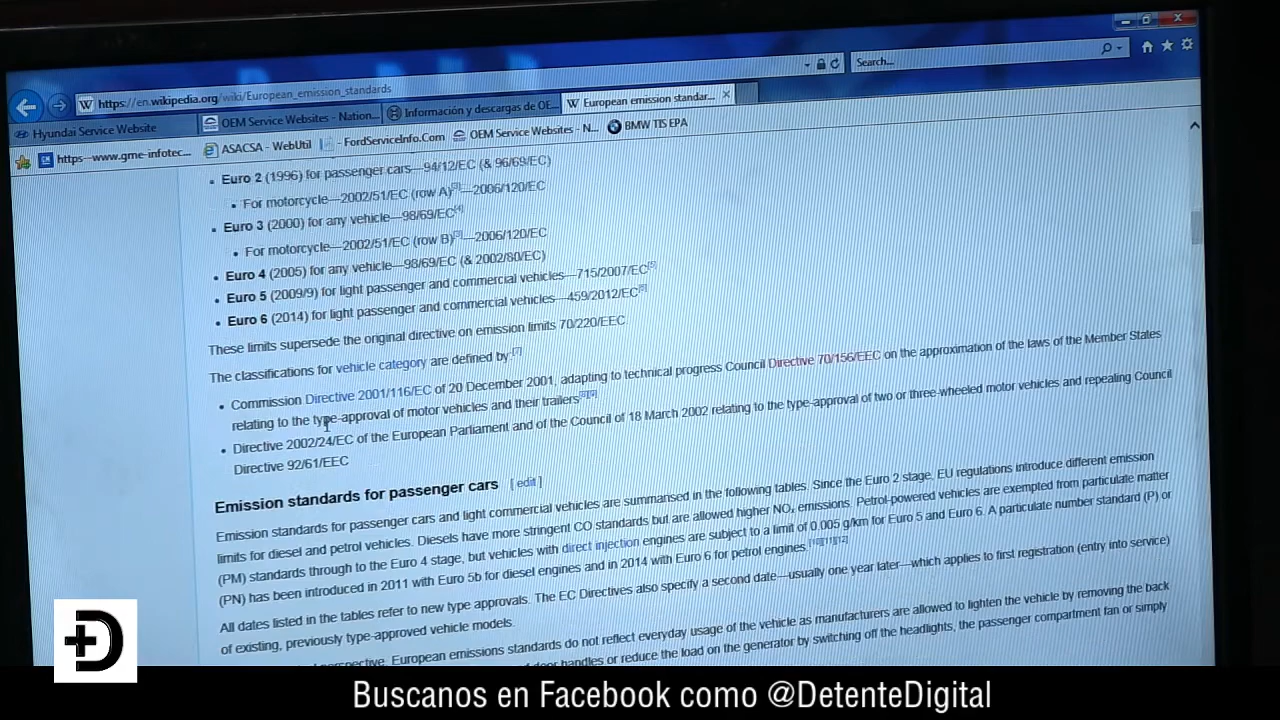 https://en.wikipedia.org/wiki/European_emission_standards
Search...
Hyundai Service Website
OEM Service Websites - Nation...
Información y descargas de OE...
W European emission standar...
https--www.gme-infotec...
ASACSA - WebUtil
FordServiceInfo.Com
OEM Service Websites - N...
BMW TIS EPA
• Euro 2 (1996) for passenger cars—94/12/EC (& 96/69/EC)
• For motorcycle—2002/51/EC (row A)—2006/120/EC
• Euro 3 (2000) for any vehicle—98/69/EC[4]
• For motorcycle—2002/51/EC (row B)—2006/120/EC
• Euro 4 (2005) for any vehicle—98/69/EC (& 2002/80/EC)
• Euro 5 (2009/9) for light passenger and commercial vehicles—715/2007/EC[5]
• Euro 6 (2014) for light passenger and commercial vehicles—459/2012/EC[6]
These limits supersede the original directive on emission limits 70/220/EEC
The classifications for vehicle category are defined by:[7]
• Commission Directive 2001/116/EC of 20 December 2001, adapting to technical progress Council Directive 70/156/EEC on the approximation of the laws of the Member States
relating to the type-approval of motor vehicles and their trailers[8][9]
• Directive 2002/24/EC of the European Parliament and of the Council of 18 March 2002 relating to the type-approval of two or three-wheeled motor vehicles and repealing Council
Directive 92/61/EEC
Emission standards for passenger cars [ edit ]
Emission standards for passenger cars and light commercial vehicles are summarised in the following tables. Since the Euro 2 stage, EU regulations introduce different emission
limits for diesel and petrol vehicles. Diesels have more stringent CO standards but are allowed higher NOx emissions. Petrol-powered vehicles are exempted from particulate matter
(PM) standards through to the Euro 4 stage, but vehicles with direct injection engines are subject to a limit of 0.005 g/km for Euro 5 and Euro 6. A particulate number standard (P) or
(PN) has been introduced in 2011 with Euro 5b for diesel engines and in 2014 with Euro 6 for petrol engines.[10][11][12]
All dates listed in the tables refer to new type approvals. The EC Directives also specify a second date—usually one year later—which applies to first registration (entry into service)
of existing, previously type-approved vehicle models.
perspective, European emissions standards do not reflect everyday usage of the vehicle as manufacturers are allowed to lighten the vehicle by removing the back
door handles or reduce the load on the generator by switching off the headlights, the passenger compartment fan or simply
+D
Buscanos en Facebook como @DetenteDigital